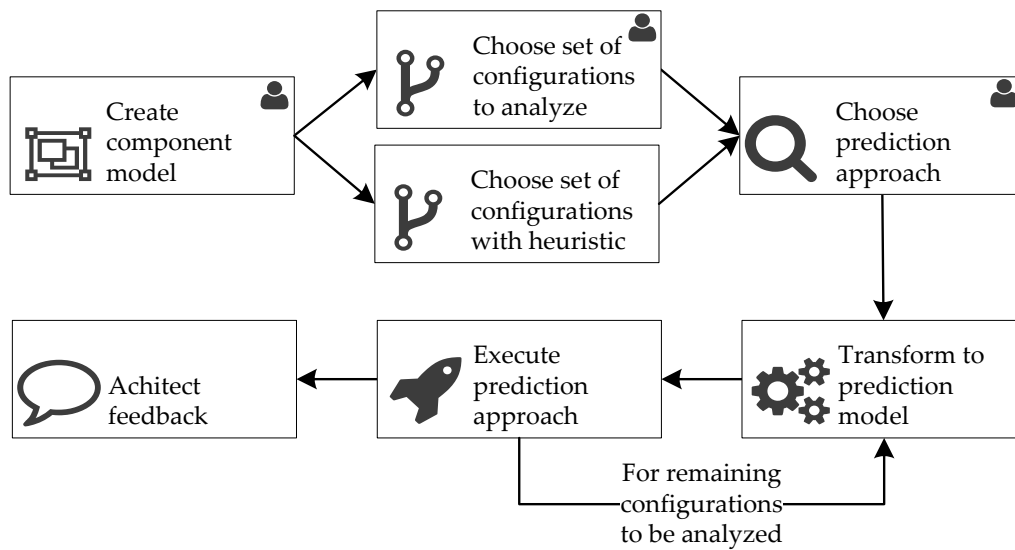 Create
component
model
Choose set of
configurations
to analyze
Choose set of
configurations
with heuristic
Choose
prediction
approach
Achitect
feedback
Execute
prediction
approach
Transform to
prediction
model
For remaining
configurations
to be analyzed